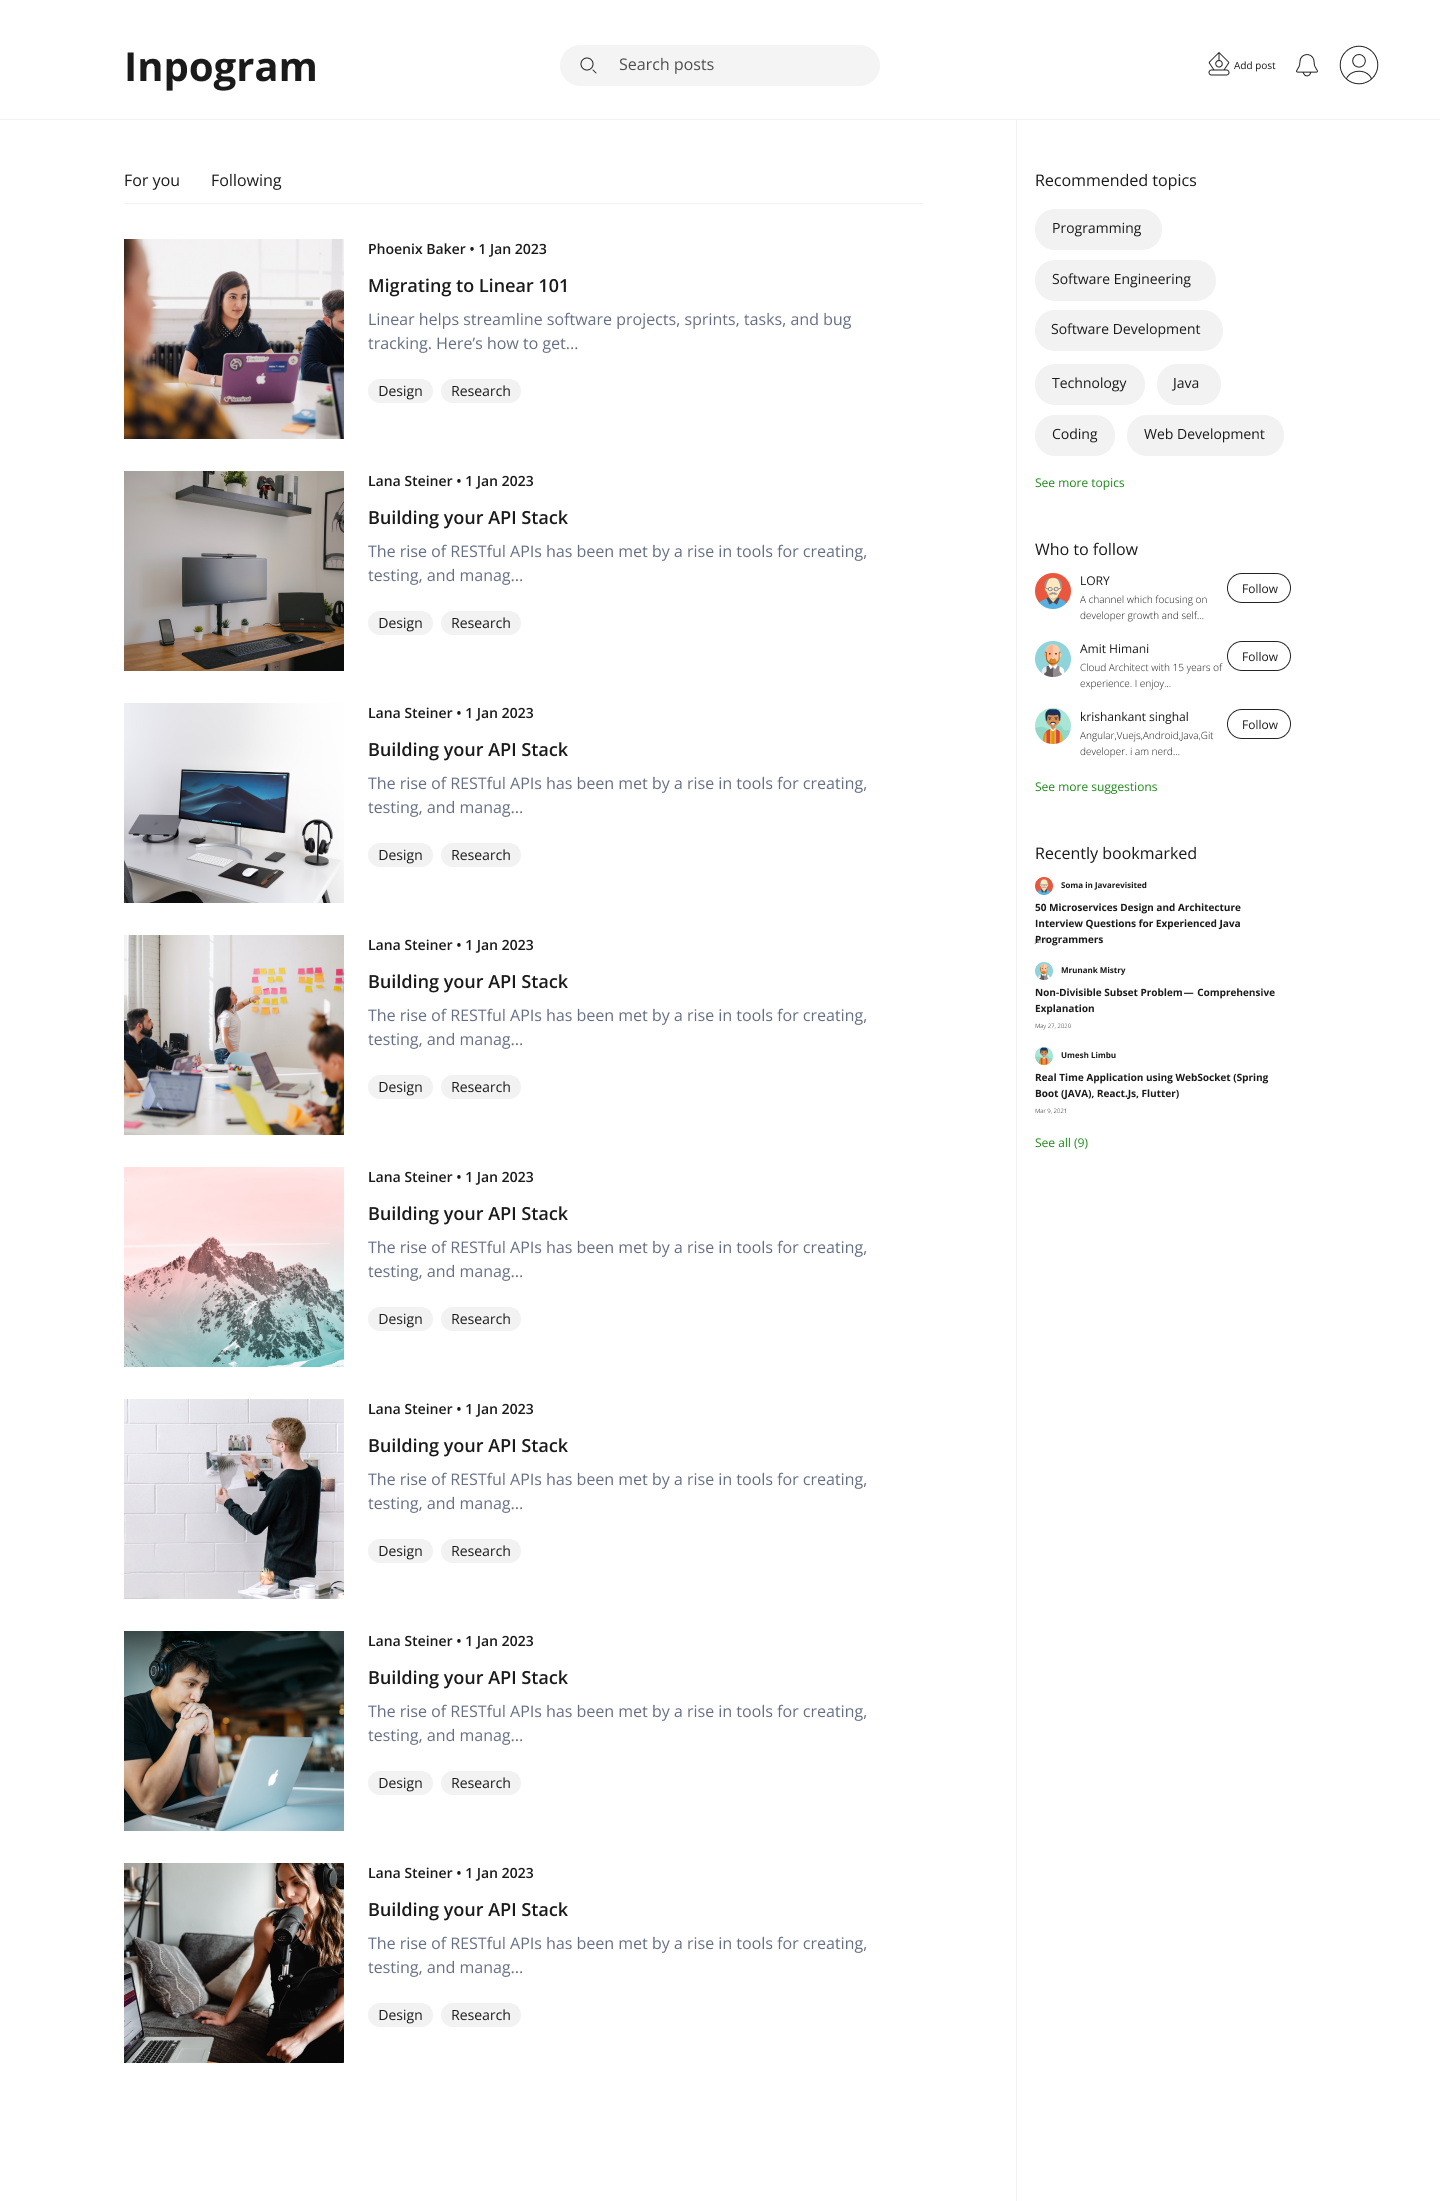 Inpogram
Search posts
Add post
For you
Following
Phoenix Baker • 1 Jan 2023
Migrating to Linear 101
Linear helps streamline software projects, sprints, tasks, and bug
tracking. Here's how to get...
Design
Research
Lana Steiner • 1 Jan 2023
Building your API Stack
The rise of RESTful APIs has been met by a rise in tools for creating,
testing, and manag...
Design
Research
Lana Steiner • 1 Jan 2023
Building your API Stack
The rise of RESTful APIs has been met by a rise in tools for creating,
testing, and manag...
Design
Research
Lana Steiner • 1 Jan 2023
Building your API Stack
The rise of RESTful APIs has been met by a rise in tools for creating,
testing, and manag...
Design
Research
Lana Steiner • 1 Jan 2023
Building your API Stack
The rise of RESTful APIs has been met by a rise in tools for creating,
testing, and manag...
Design
Research
Lana Steiner • 1 Jan 2023
Building your API Stack
The rise of RESTful APIs has been met by a rise in tools for creating,
testing, and manag...
Design
Research
Lana Steiner • 1 Jan 2023
Building your API Stack
The rise of RESTful APIs has been met by a rise in tools for creating,
testing, and manag...
Design
Research
Lana Steiner • 1 Jan 2023
Building your API Stack
The rise of RESTful APIs has been met by a rise in tools for creating,
testing, and manag...
Design
Research
Recommended topics
Programming
Software Engineering
Software Development
Technology
Java
Coding
Web Development
See more topics
Who to follow
LORY
A channel which focusing on
developer growth and self...
Follow
Amit Himani
Cloud Architect with 15 years of
experience. I enjoy...
Follow
krishankant singhal
Angular,Vuejs,Android,Java,Git
developer. i am nerd...
Follow
See more suggestions
Recently bookmarked
Soma in Javarevisited
50 Microservices Design and Architecture
Interview Questions for Experienced Java
Programmers
Mrunank Mistry
Non-Divisible Subset Problem — Comprehensive
Explanation
May 27, 2020
Umesh Limbu
Real Time Application using WebSocket (Spring
Boot (JAVA), React.Js, Flutter)
Mar 9, 2021
See all (9)